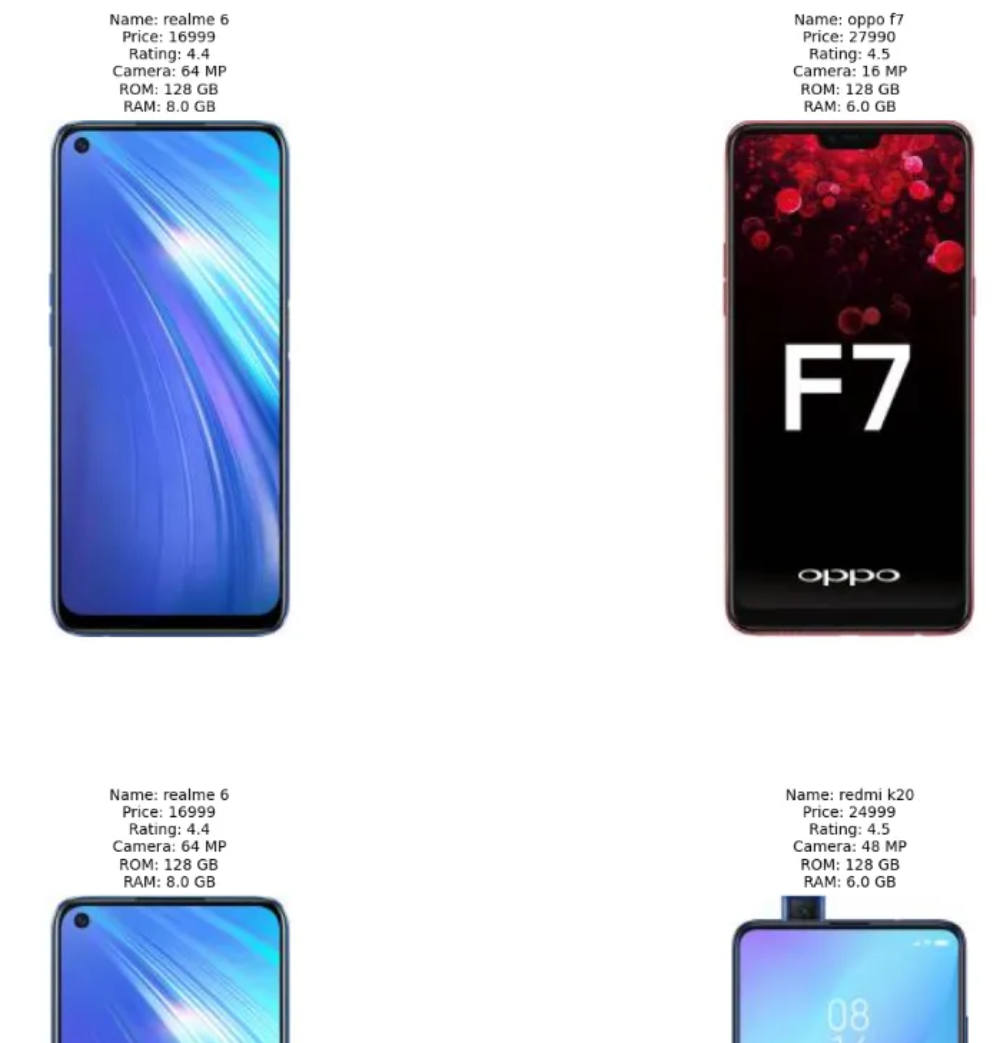 Name: realme 6
Price: 16999
Rating: 4.4
Camera: 64 MP
ROM: 128 GB
RAM: 8.0 GB
Name: oppo f7
Price: 27990
Rating: 4.5
Camera: 16 MP
ROM: 128 GB
RAM: 6.0 GB
F7
oppo
Name: realme 6
Price: 16999
Rating: 4.4
Camera: 64 MP
ROM: 128 GB
RAM: 8.0 GB
Name: redmi k20
Price: 24999
Rating: 4.5
Camera: 48 MP
ROM: 128 GB
RAM: 6.0 GB
08